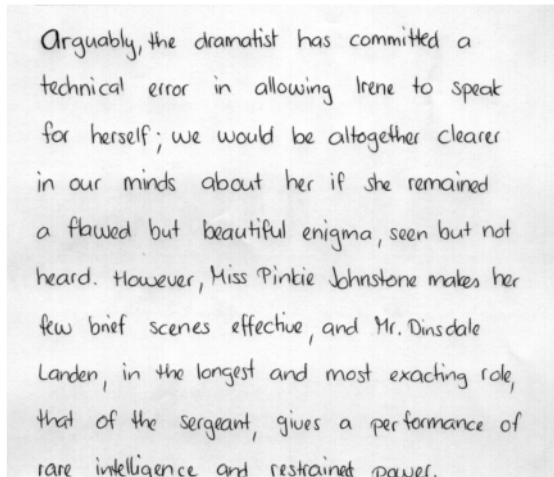 Arguably, the dramatist has committed a
technical error in allowing Irene to speak
for herself; we would be altogether clearer
in our minds about her if she remained
a flawed but beautiful enigma, seen but not
heard. However, Miss Pinkie Johnstone makes her
few brief scenes effective, and Mr. Dinsdale
Landen, in the longest and most exacting role,
that of the sergeant, gives a performance of
rare intelligence and restrained power.